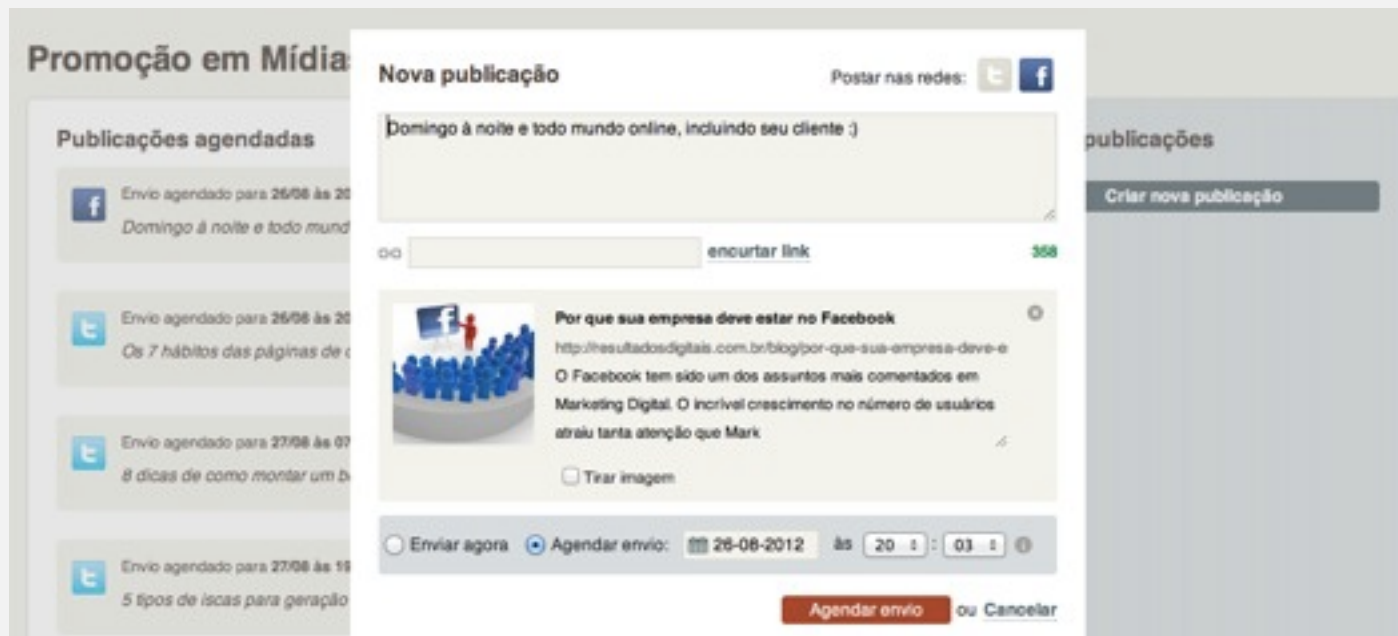 Promoção em Mídia
Publicações agendadas
Envio agendado para 26/08 às 20
Domingo à noite e todo mund
Envio agendado para 26/08 às 20
Os 7 hábitos das páginas de
Envio agendado para 27/08 às 07
8 dicas de como montar um b
Envio agendado para 27/08 às 19
5 tipos de iscas para geração
Nova publicação
Postar nas redes:
Domingo à noite e todo mundo online, incluindo seu cliente :)
encurtar link
358
Por que sua empresa deve estar no Facebook
http://resultadosdigitais.com.br/blog/por-que-sua-empresa-deve-e
O Facebook tem sido um dos assuntos mais comentados em
Marketing Digital. O incrível crescimento no número de usuários
atraiu tanta atenção que Mark
Tirar imagem
Enviar agora Agendar envio: 26-08-2012 às 20 : 03
Agendar envio ou Cancelar
publicações
Criar nova publicação